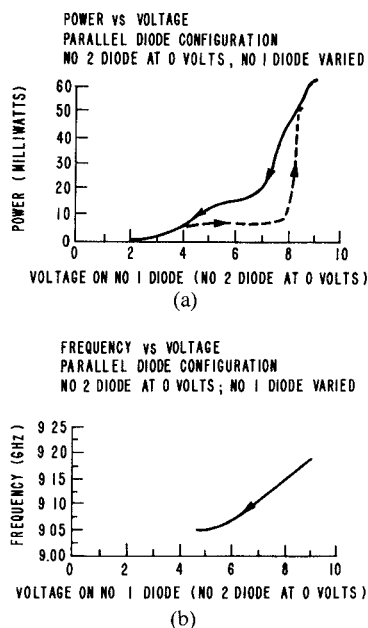 POWER vs VOLTAGE
PARALLEL DIODE CONFIGURATION
NO 2 DIODE AT 0 VOLTS, NO 1 DIODE VARIED
POWER (MILLIWATTS)
60
50
40
30
20
10
0
0 2 4 6 8 10
VOLTAGE ON NO 1 DIODE (NO 2 DIODE AT 0 VOLTS)
(a)
FREQUENCY vs VOLTAGE
PARALLEL DIODE CONFIGURATION
NO 2 DIODE AT 0 VOLTS; NO 1 DIODE VARIED
FREQUENCY (GHZ)
9 25
9 20
9 15
9 10
9 05
9.00
0 2 4 6 8 10
VOLTAGE ON NO 1 DIODE (NO 2 DIODE AT 0 VOLTS)
(b)